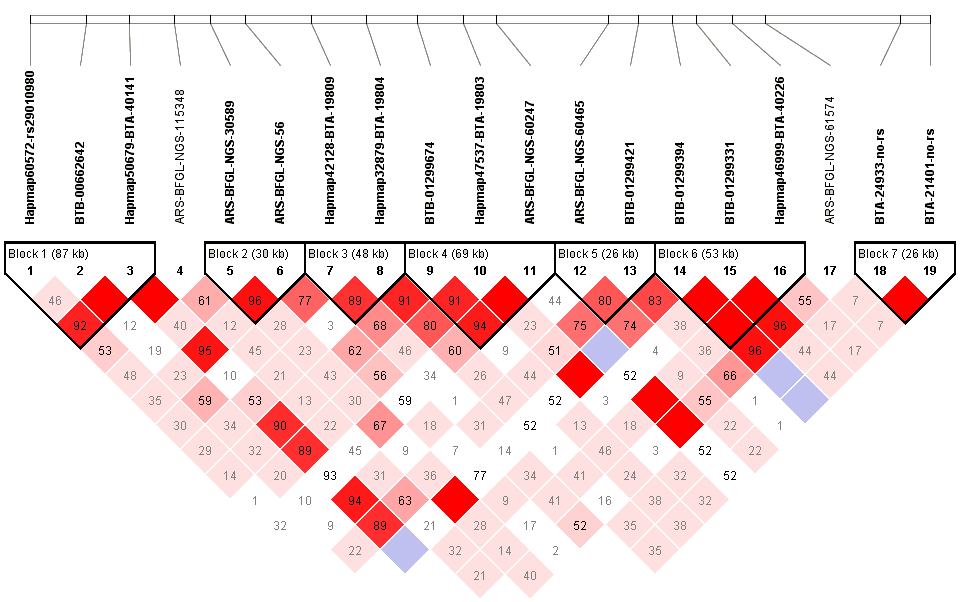 Hapmap60572-rs29010980
BTB-00662642
Hapmap50679-BTA-40141
ARS-BFGL-NGS-115348
ARS-BFGL-NGS-30589
ARS-BFGL-NGS-56
Hapmap42128-BTA-19809
Hapmap32879-BTA-19804
BTB-01299674
Hapmap47537-BTA-19803
ARS-BFGL-NGS-60247
ARS-BFGL-NGS-60465
BTB-01299421
BTB-01299394
BTB-01299331
Hapmap46999-BTA-40226
ARS-BFGL-NGS-61574
BTA-24933-no-rs
BTA-21401-no-rs
Block 1 (87 kb) Block 2 (30 kb) Block 3 (48 kb) Block 4 (69 kb) Block 5 (26 kb) Block 6 (53 kb) Block 7 (26 kb)
1 2 3 4 5 6 7 8 9 10 11 12 13 14 15 16 17 18 19
46 61 96 77 89 91 91 44 80 83 55 7
92 12 40 12 28 3 68 80 94 23 75 74 38 96 17 7
53 19 95 45 23 62 46 60 9 51 4 36 96 44 17
48 23 10 21 43 56 34 26 44 52 9 66 44
35 59 53 13 30 59 1 47 52 3 55 1
30 34 90 22 67 18 31 52 13 18 22 1
29 32 89 45 9 7 14 1 46 3 52 22
14 20 93 31 36 77 34 41 24 32 52
1 10 94 63 9 41 16 38 32
32 9 89 21 28 17 52 35 38
22 32 14 2 35
21 40